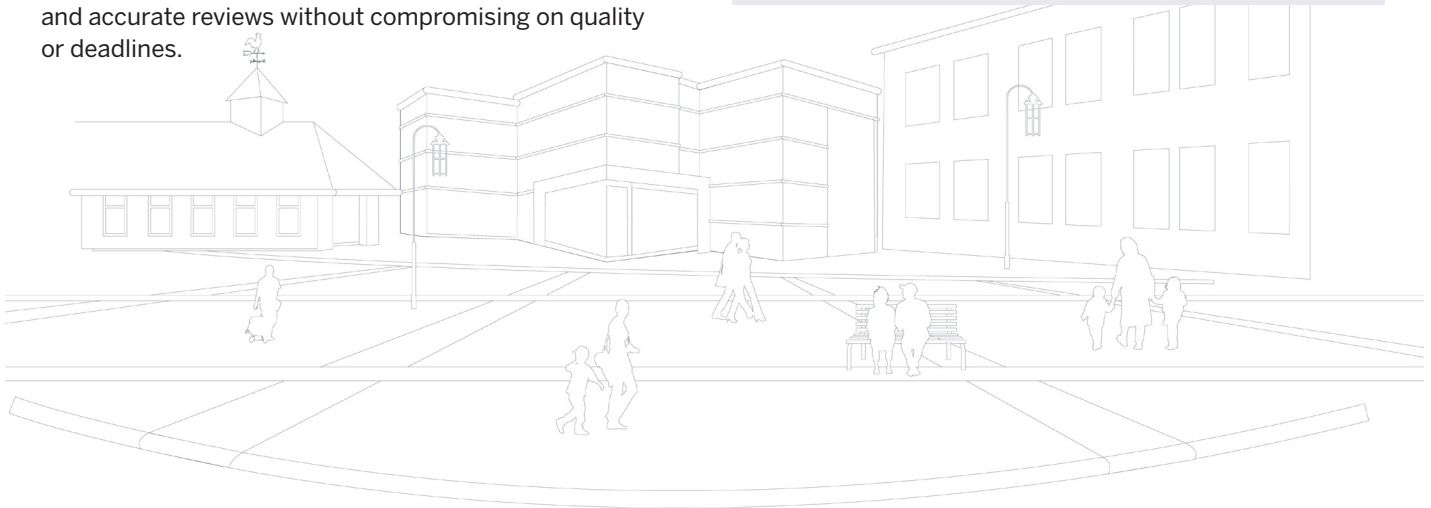 and accurate reviews without compromising on quality
or deadlines.